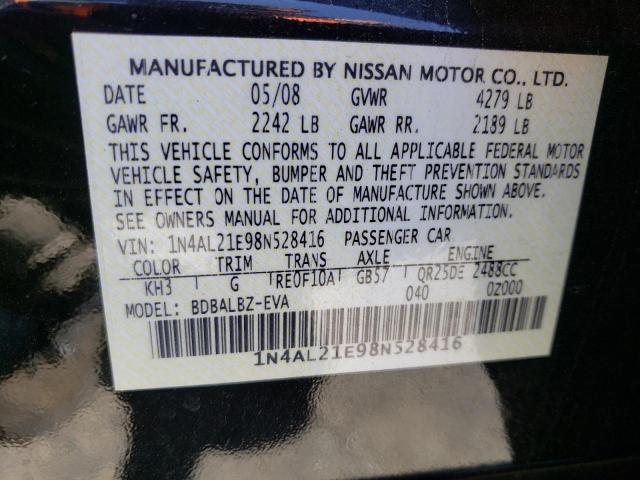 MANUFACTURED BY NISSAN MOTOR CO., LTD.
DATE 05/08 GVWR 4279 LB
GAWR FR. 2242 LB GAWR RR. 2189 LB
THIS VEHICLE CONFORMS TO ALL APPLICABLE FEDERAL MOTOR
VEHICLE SAFETY, BUMPER AND THEFT PREVENTION STANDARDS
IN EFFECT ON THE DATE OF MANUFACTURE SHOWN ABOVE.
SEE OWNERS MANUAL FOR ADDITIONAL INFORMATION.
VIN: 1N4AL21E98N528416 PASSENGER CAR
COLOR TRIM TRANS AXLE ENGINE
KH3 G RE0F10A GB57 QR25DE 2488CC
MODEL: BDBALBZ-EVA 040 0Z000
1N4AL21E98N528416